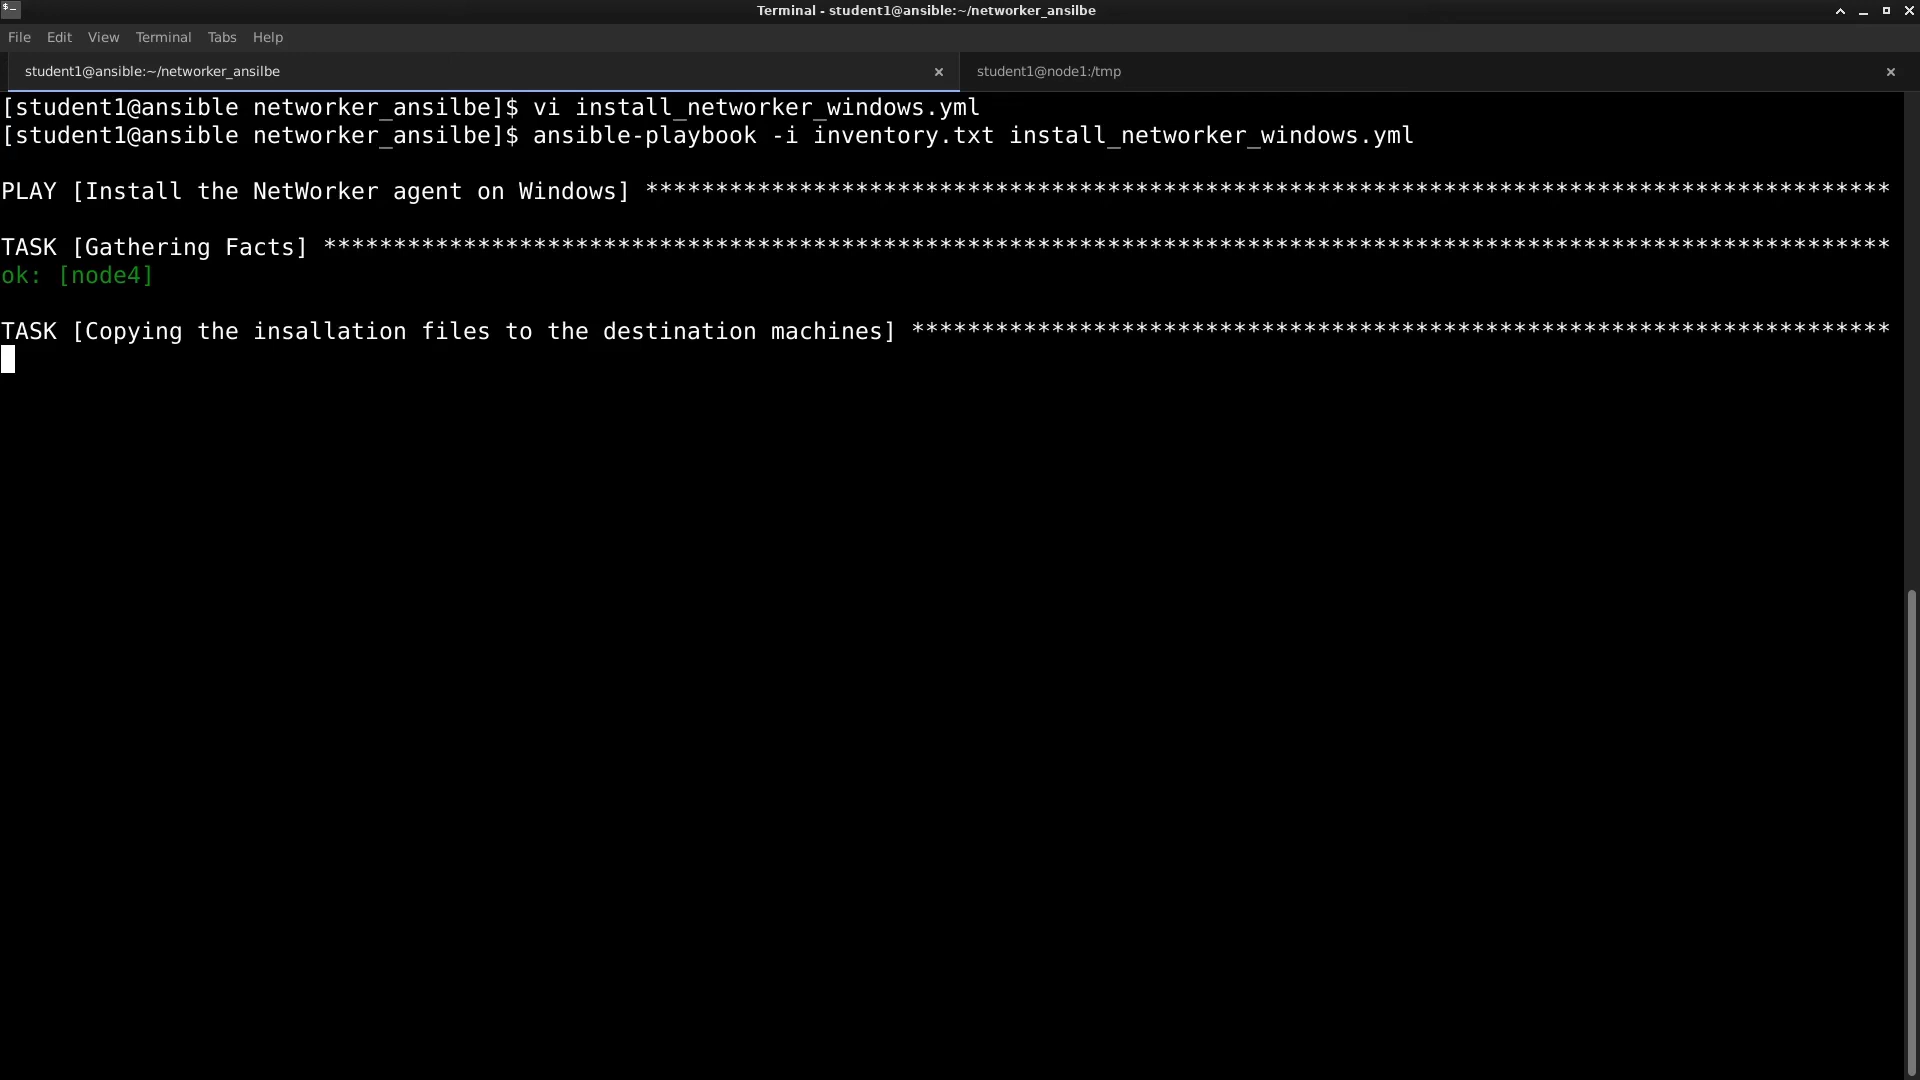 Terminal - student1@ansible:~/networker_ansilbe
File Edit View Terminal Tabs Help
student1@ansible:~/networker_ansilbe
student1@node1:/tmp
[student1@ansible networker_ansilbe]$ vi install_networker_windows.yml
[student1@ansible networker_ansilbe]$ ansible-playbook -i inventory.txt install_networker_windows.yml
PLAY [Install the NetWorker agent on Windows] *****************************************************************************************
TASK [Gathering Facts] ****************************************************************************************************************
ok: [node4]
TASK [Copying the insallation files to the destination machines] **********************************************************************